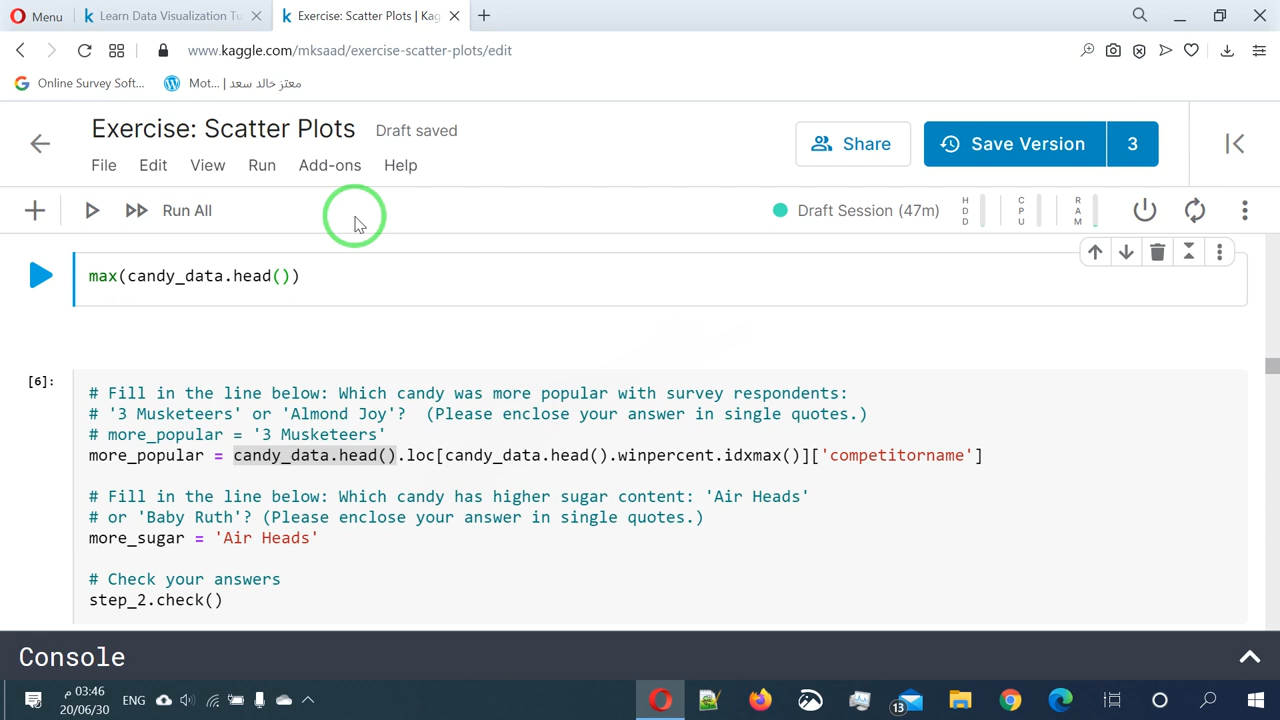 Menu
Learn Data Visualization Tu
Exercise: Scatter Plots | Kag
www.kaggle.com/mksaad/exercise-scatter-plots/edit
Online Survey Soft...
Mot... | معتز خالد سعد
Exercise: Scatter Plots
Draft saved
File Edit View Run Add-ons Help
Share
Save Version
3
Run All
Draft Session (47m)
HDD
CPU
RAM
max(candy_data.head())
[6]:
# Fill in the line below: Which candy was more popular with survey respondents:
# '3 Musketeers' or 'Almond Joy'?  (Please enclose your answer in single quotes.)
# more_popular = '3 Musketeers'
more_popular = candy_data.head().loc[candy_data.head().winpercent.idxmax()]['competitorname']
# Fill in the line below: Which candy has higher sugar content: 'Air Heads'
# or 'Baby Ruth'? (Please enclose your answer in single quotes.)
more_sugar = 'Air Heads'
# Check your answers
step_2.check()
Console
03:46 م
20/06/30
ENG
13